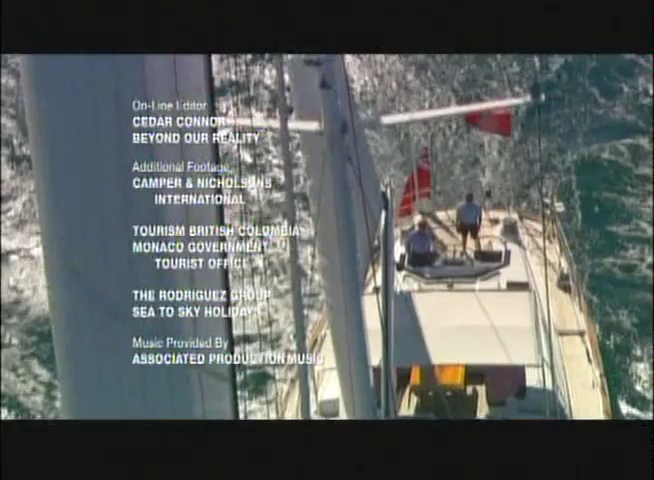 On-Line Editor
CEDAR CONNOR
BEYOND OUR REALITY
Additional Footage
CAMPER & NICHOLSONS
INTERNATIONAL
TOURISM BRITISH COLUMBIA
MONACO GOVERNMENT
TOURIST OFFICE
THE RODRIGUEZ GROUP
SEA TO SKY HOLIDAYS
Music Provided By
ASSOCIATED PRODUCTION MUSIC